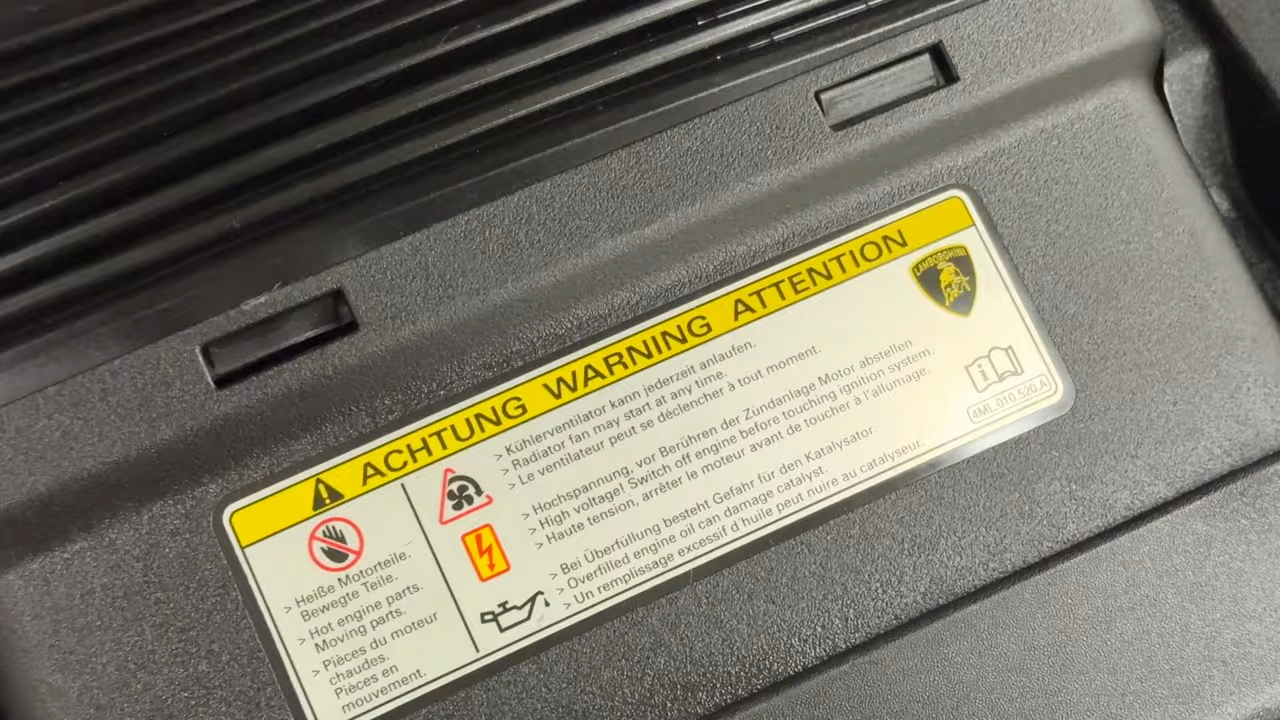 ACHTUNG WARNING ATTENTION
LAMBORGHINI
> Heiße Motorteile.
Bewegte Teile.
> Hot engine parts.
Moving parts.
> Pièces du moteur
chaudes.
Pièces en
mouvement.
> Kühlerventilator kann jederzeit anlaufen.
> Radiator fan may start at any time.
> Le ventilateur peut se déclencher à tout moment.
> Hochspannung, vor Berühren der Zündanlage Motor abstellen.
> High voltage! Switch off engine before touching ignition system.
> Haute tension, arrêter le moteur avant de toucher à l'allumage.
> Bei Überfüllung besteht Gefahr für den Katalysator.
> Overfilled engine oil can damage catalyst.
> Un remplissage excessif d'huile peut nuire au catalyseur.
i
4ML.010.520.A